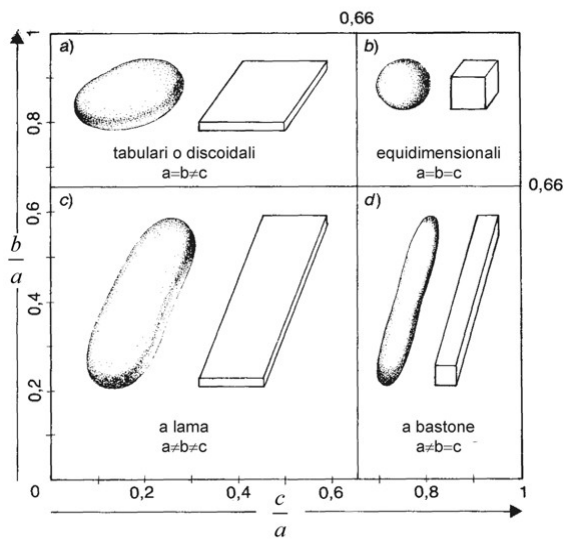 0,66
1
a)
b)
0,8
tabulari o discoidali
a=b≠c
equidimensionali
a=b=c
0,66
c)
d)
0,6
b
a
0,4
0,2
a lama
a≠b≠c
a bastone
a≠b=c
0
0,2
0,4
0,6
0,8
1
c
a